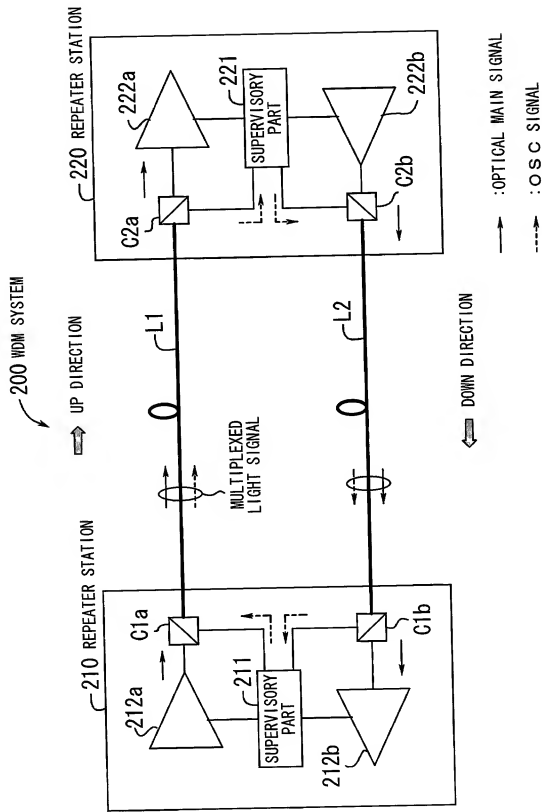 200 WDM SYSTEM
UP DIRECTION
210 REPEATER STATION
220 REPEATER STATION
212a
C1a
L1
C2a
222a
211
SUPERVISORY
PART
MULTIPLEXED
LIGHT SIGNAL
221
SUPERVISORY
PART
212b
C1b
L2
C2b
222b
DOWN DIRECTION
:OPTICAL MAIN SIGNAL
:OSC SIGNAL